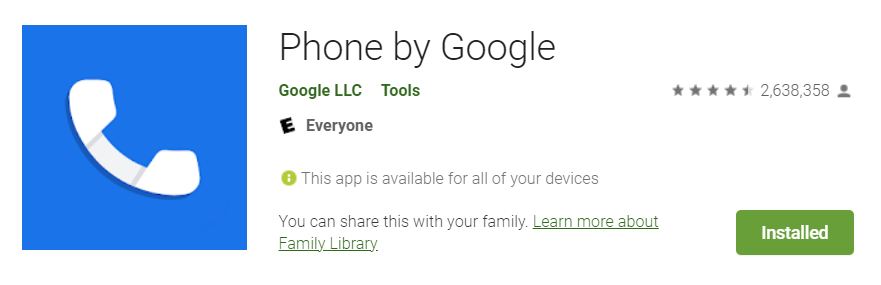 Phone by Google
Google LLC Tools
2,638,358
E Everyone
This app is available for all of your devices
You can share this with your family. Learn more about
Family Library
Installed